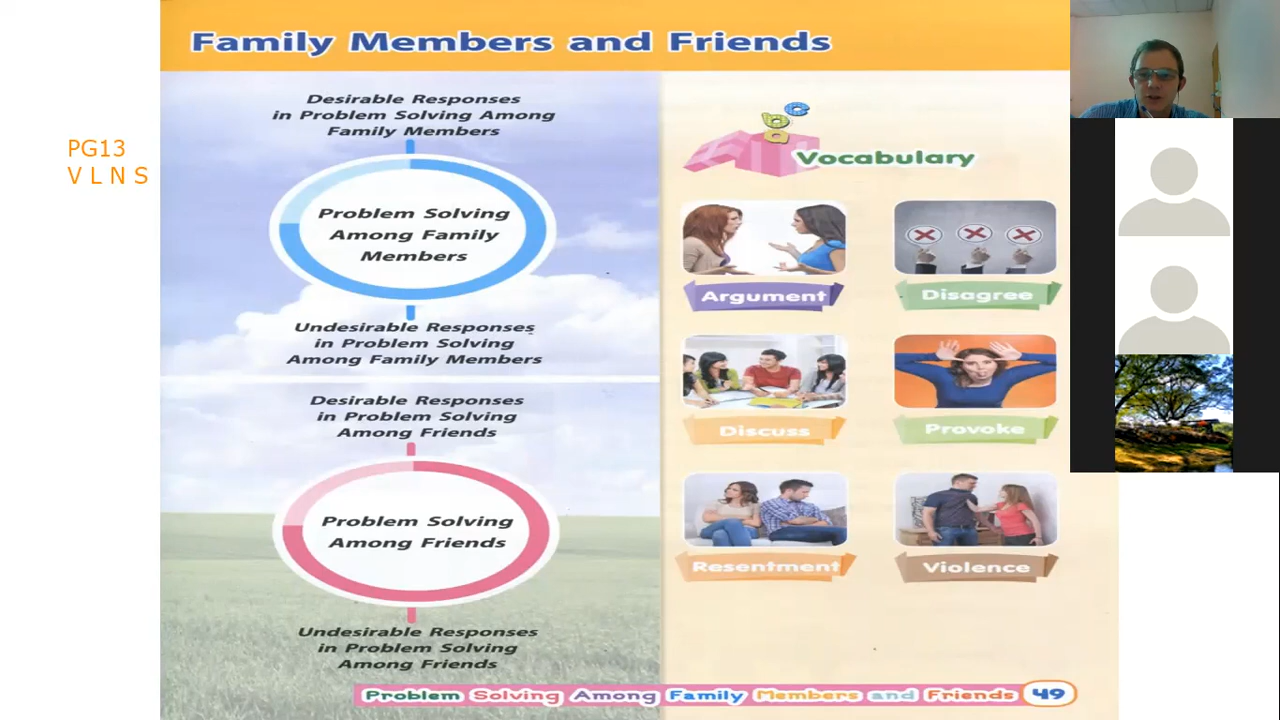 Family Members and Friends
PG13
V L N S
Desirable Responses
in Problem Solving Among
Family Members
Problem Solving
Among Family
Members
Undesirable Responses
in Problem Solving
Among Family Members
Desirable Responses
in Problem Solving
Among Friends
Problem Solving
Among Friends
Undesirable Responses
in Problem Solving
Among Friends
a b c
Vocabulary
Argument
Disagree
Discuss
Provoke
Resentment
Violence
Problem Solving Among Family Members and Friends 49